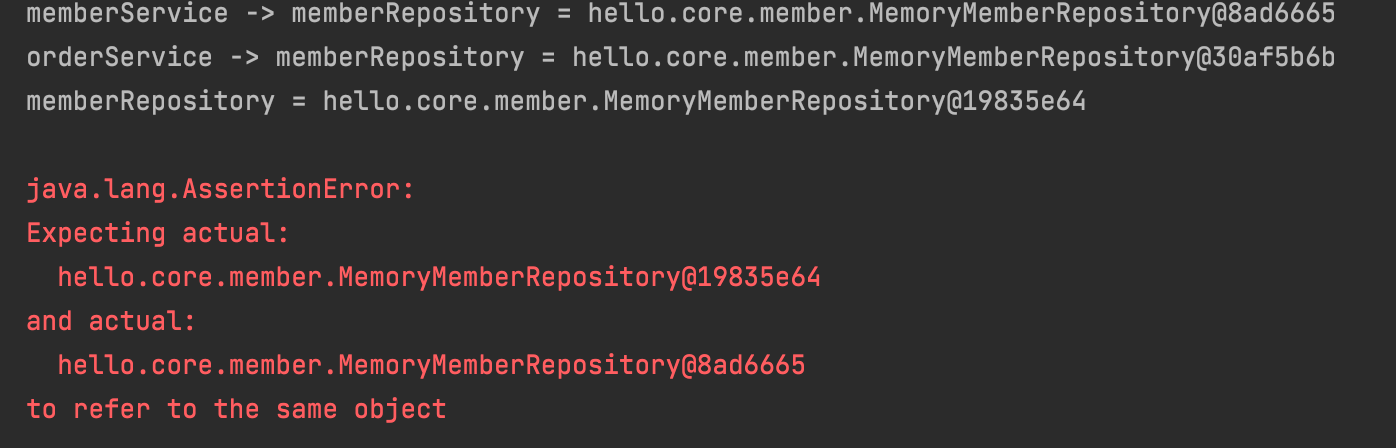 memberService -> memberRepository = hello.core.member.MemoryMemberRepository@8ad6665
orderService -> memberRepository = hello.core.member.MemoryMemberRepository@30af5b6b
memberRepository = hello.core.member.MemoryMemberRepository@19835e64
java.lang.AssertionError:
Expecting actual:
  hello.core.member.MemoryMemberRepository@19835e64
and actual:
  hello.core.member.MemoryMemberRepository@8ad6665
to refer to the same object